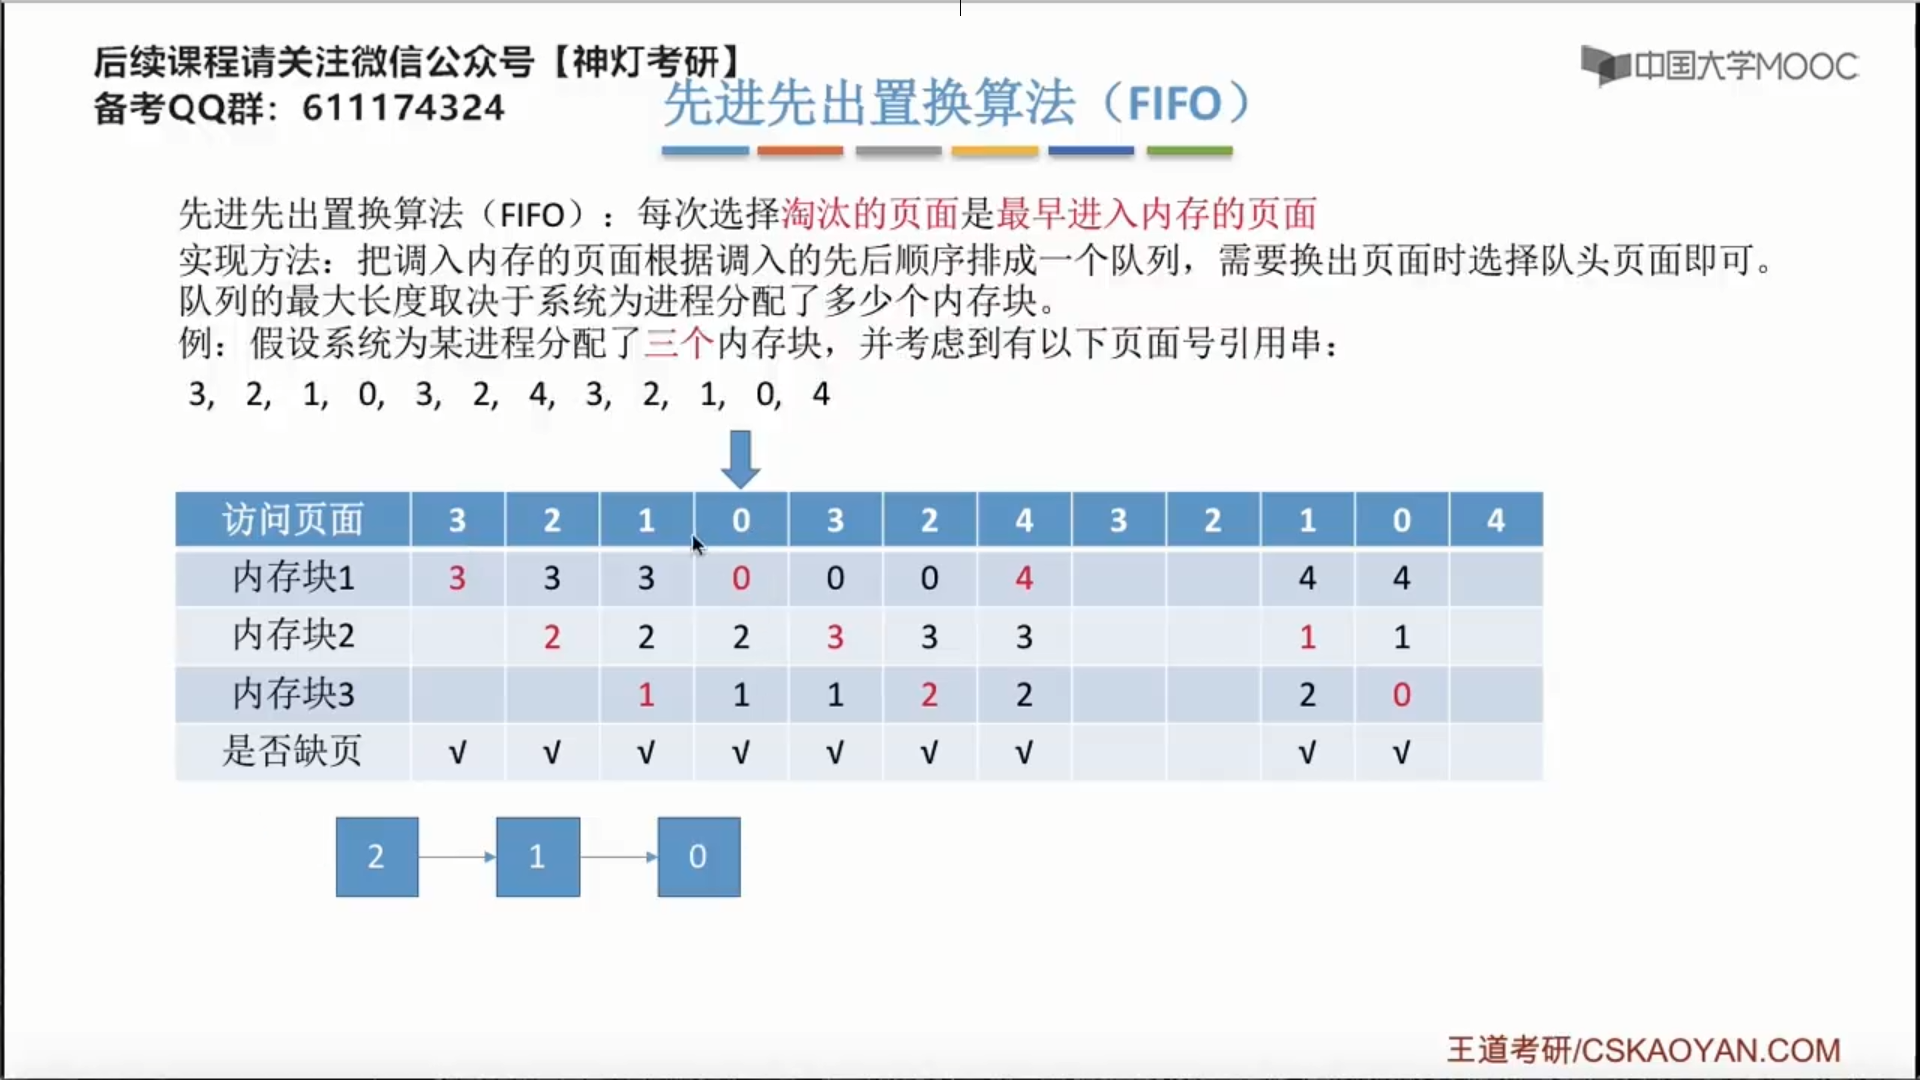 后续课程请关注微信公众号【神灯考研】
备考QQ群：611174324
中国大学MOOC
先进先出置换算法（FIFO）
先进先出置换算法（FIFO）：每次选择淘汰的页面是最早进入内存的页面
实现方法：把调入内存的页面根据调入的先后顺序排成一个队列，需要换出页面时选择队头页面即可。
队列的最大长度取决于系统为进程分配了多少个内存块。
例：假设系统为某进程分配了三个内存块，并考虑到有以下页面号引用串：
3, 2, 1, 0, 3, 2, 4, 3, 2, 1, 0, 4
访问页面 3 2 1 0 3 2 4 3 2 1 0 4
内存块1 3 3 3 0 0 0 4 4 4
内存块2 2 2 2 3 3 3 1 1
内存块3 1 1 1 2 2 2 0
是否缺页 √ √ √ √ √ √ √ √ √
2 1 0
王道考研/CSKAOYAN.COM